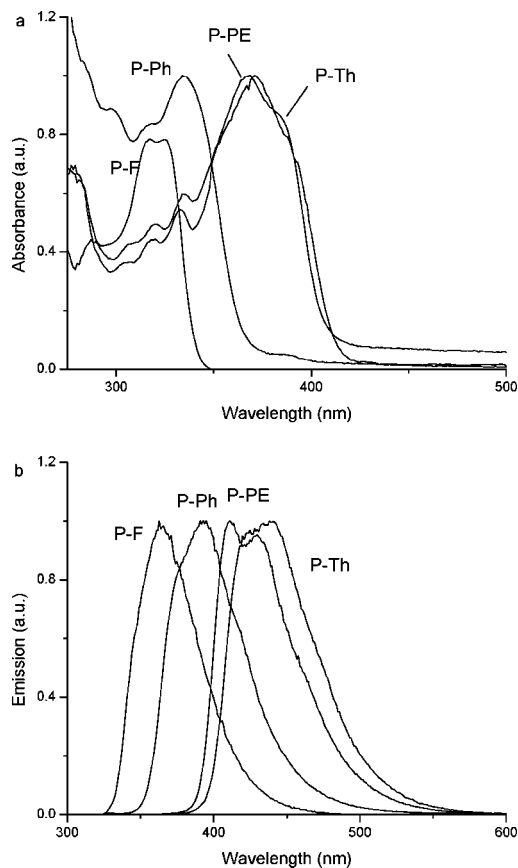 a
1.2
P-PE
P-Ph
P-Th
P-F
0.8
0.4
0.0
Absorbance (a.u.)
300
400
500
Wavelength (nm)
b
1.2
P-Ph
P-PE
P-F
P-Th
0.8
0.4
0.0
Emission (a.u.)
300
400
500
600
Wavelength (nm)